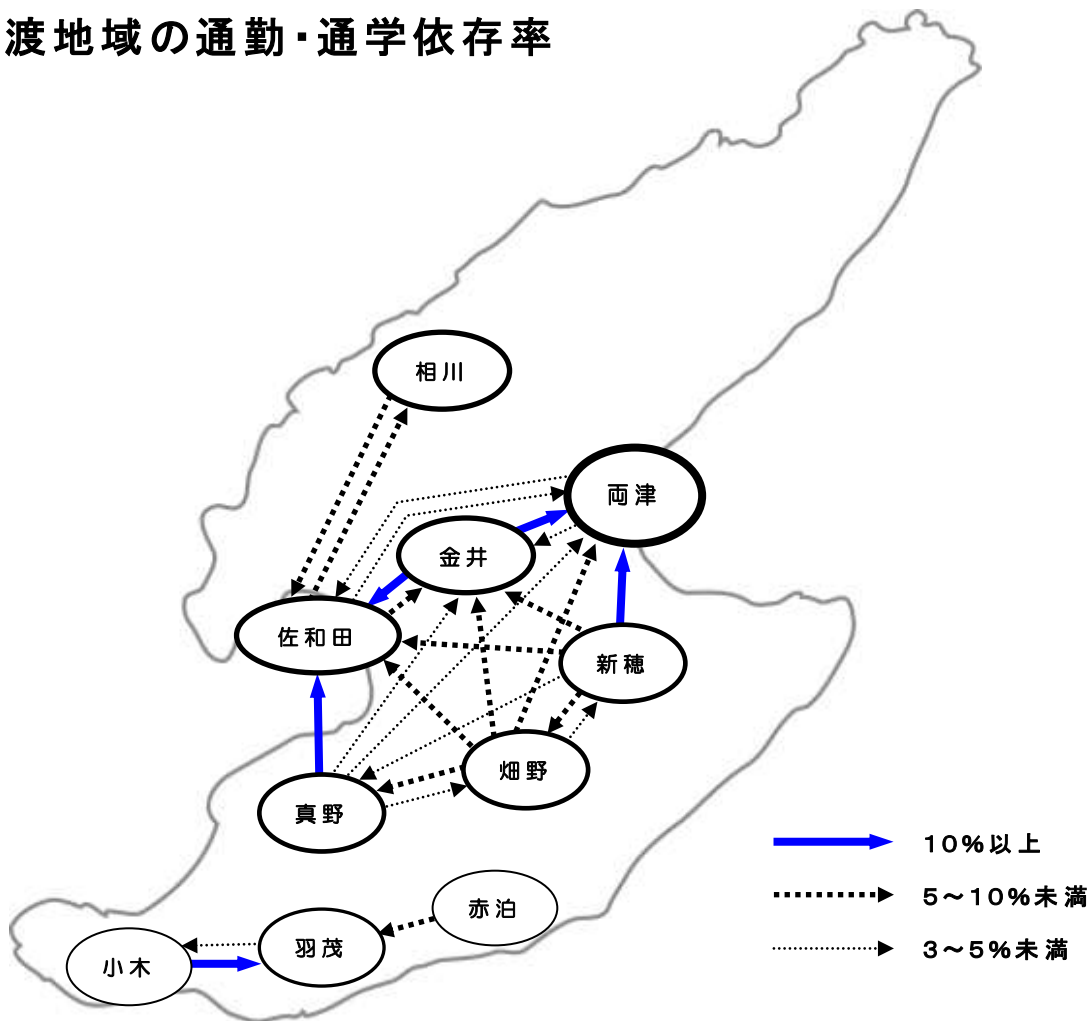 渡地域の通勤・通学依存率
相川
両津
金井
佐和田
新穂
畑野
真野
赤泊
羽茂
小木
10%以上
5～10%未満
3～5%未満